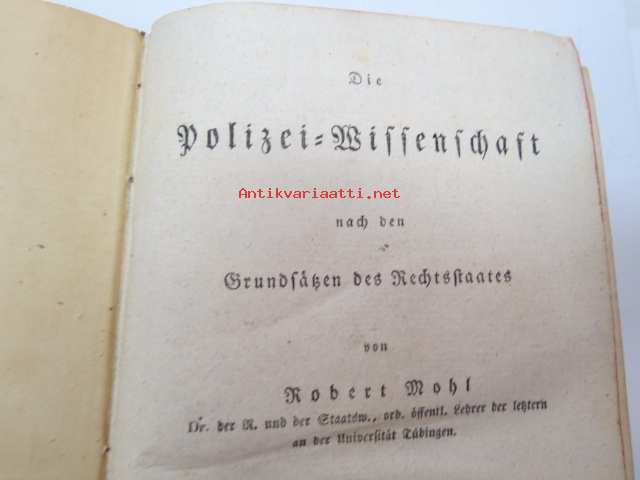 Die
Polizei=Wissenschaft
Antikvariaatti.net
nach den
Grundsätzen des Rechtsstaates
von
Robert Mohl
Dr. der R. und der Staatsw., ord. öffentl. Lehrer der letztern
an der Universität Tübingen.